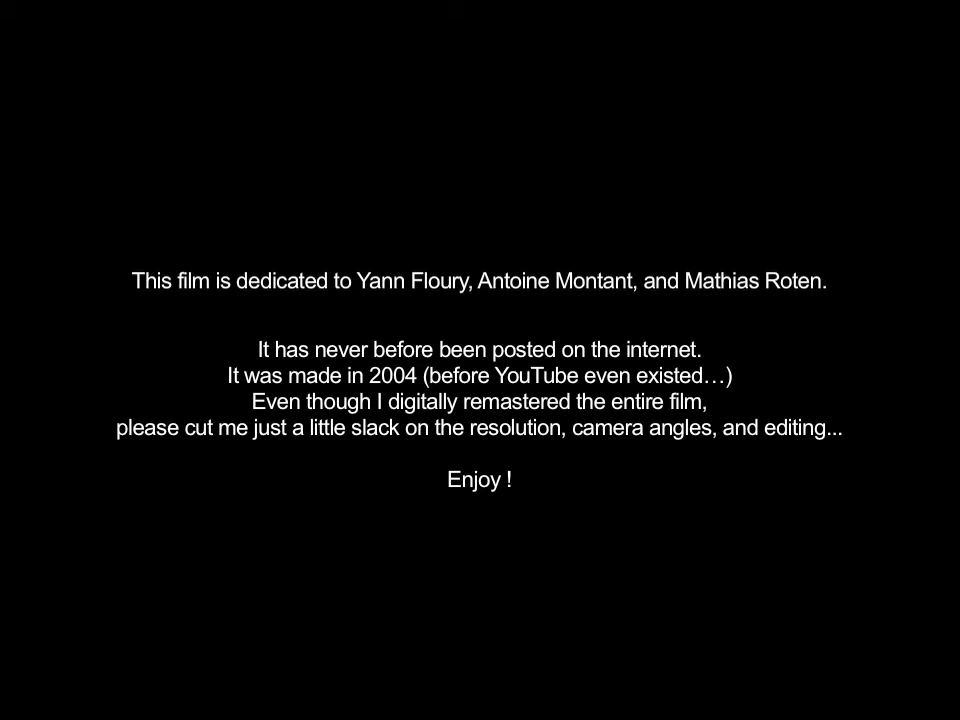 This film is dedicated to Yann Floury, Antoine Montant, and Mathias Roten.
It has never before been posted on the internet.
It was made in 2004 (before YouTube even existed…)
Even though I digitally remastered the entire film,
please cut me just a little slack on the resolution, camera angles, and editing...
Enjoy !